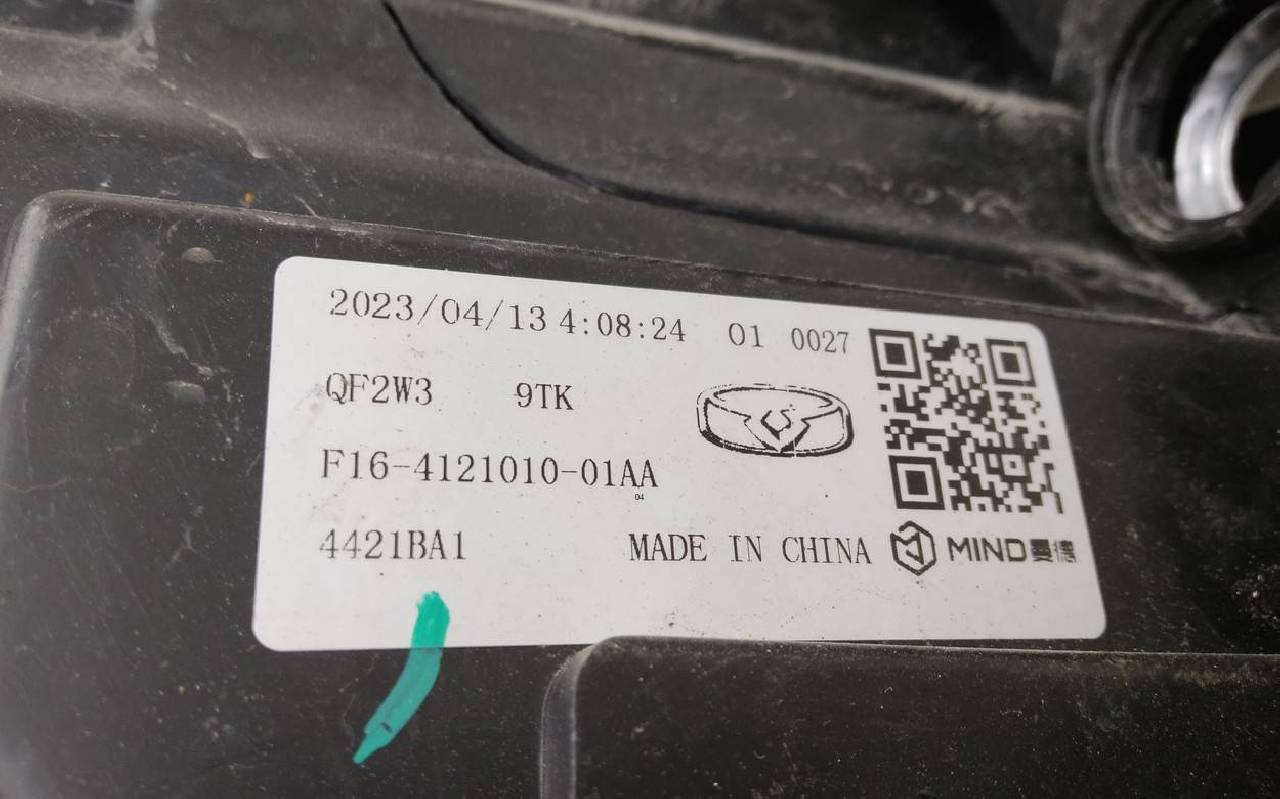 2023/04/13 4:08:24 01 0027
QF2W3 9TK
F16-4121010-01AA
04
4421BA1 MADE IN CHINA MIND曼德